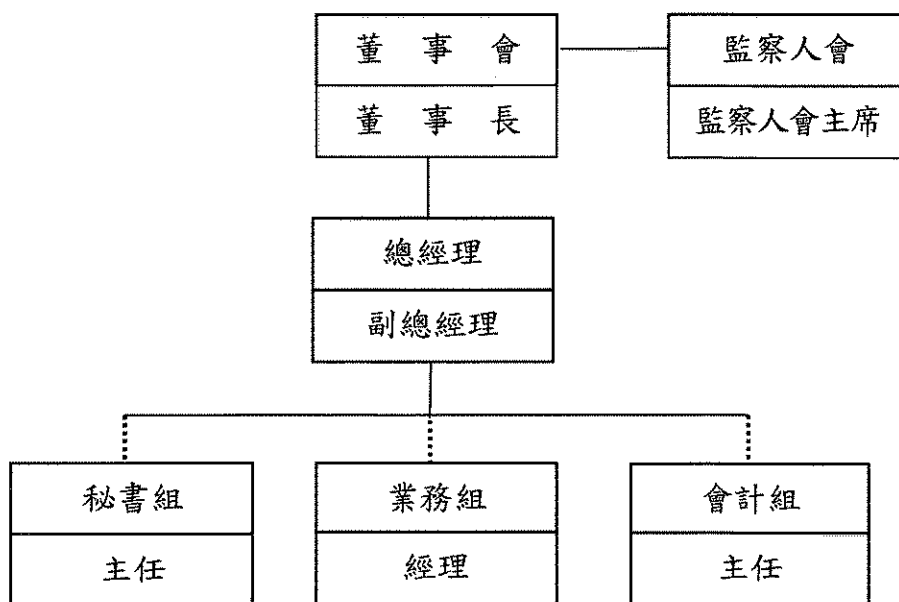 董事會
監察人會
董事長
監察人會主席
總經理
副總經理
秘書組
業務組
會計組
主任
經理
主任